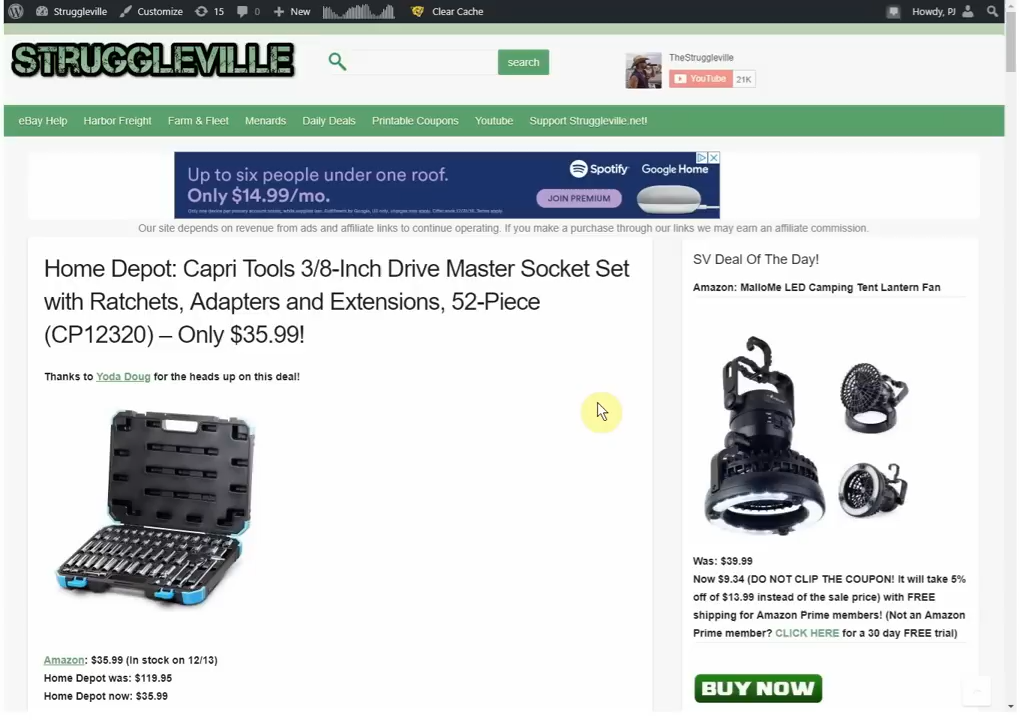 Struggleville Customize 15 0 New Clear Cache Howdy, PJ
STRUGGLEVILLE
search
TheStruggleville
YouTube 21K
eBay Help Harbor Freight Farm & Fleet Menards Daily Deals Printable Coupons Youtube Support Struggleville.net!
Up to six people under one roof.
Only $14.99/mo.
Spotify Google Home
JOIN PREMIUM
Our site depends on revenue from ads and affiliate links to continue operating. If you make a purchase through our links we may earn an affiliate commission.
Home Depot: Capri Tools 3/8-Inch Drive Master Socket Set
with Ratchets, Adapters and Extensions, 52-Piece
(CP12320) – Only $35.99!
Thanks to Yoda Doug for the heads up on this deal!
Amazon: $35.99 (In stock on 12/13)
Home Depot was: $119.95
Home Depot now: $35.99
SV Deal Of The Day!
Amazon: MalloMe LED Camping Tent Lantern Fan
Was: $39.99
Now $9.34 (DO NOT CLIP THE COUPON! It will take 5%
off of $13.99 instead of the sale price) with FREE
shipping for Amazon Prime members! (Not an Amazon
Prime member? CLICK HERE for a 30 day FREE trial)
BUY NOW